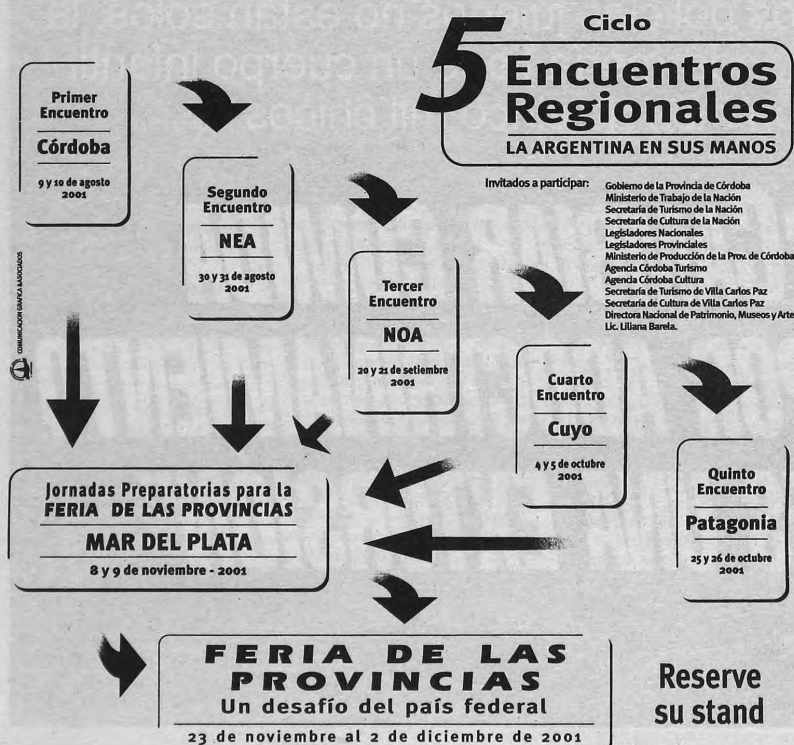 Ciclo
5 Encuentros
Regionales
LA ARGENTINA EN SUS MANOS
Primer
Encuentro
Córdoba
9 y 10 de agosto
2001
Segundo
Encuentro
NEA
30 y 31 de agosto
2001
Tercer
Encuentro
NOA
20 y 21 de setiembre
2001
Cuarto
Encuentro
Cuyo
4 y 5 de octubre
2001
Quinto
Encuentro
Patagonia
25 y 26 de octubre
2001
Invitados a participar:
Gobierno de la Provincia de Córdoba
Ministerio de Trabajo de la Nación
Secretaría de Turismo de la Nación
Secretaría de Cultura de la Nación
Legisladores Nacionales
Legisladores Provinciales
Ministerio de Producción de la Prov. de Córdoba
Agencia Córdoba Turismo
Agencia Córdoba Cultura
Secretaría de Turismo de Villa Carlos Paz
Secretaría de Cultura de Villa Carlos Paz
Directora Nacional de Patrimonio, Museos y Arte
Lic. Liliana Barela.
COMUNICACION GRAFICA &ASOCIADOS
Jornadas Preparatorias para la
FERIA DE LAS PROVINCIAS
MAR DEL PLATA
8 y 9 de noviembre - 2001
FERIA DE LAS
PROVINCIAS
Un desafío del país federal
23 de noviembre al 2 de diciembre de 2001
Reserve
su stand